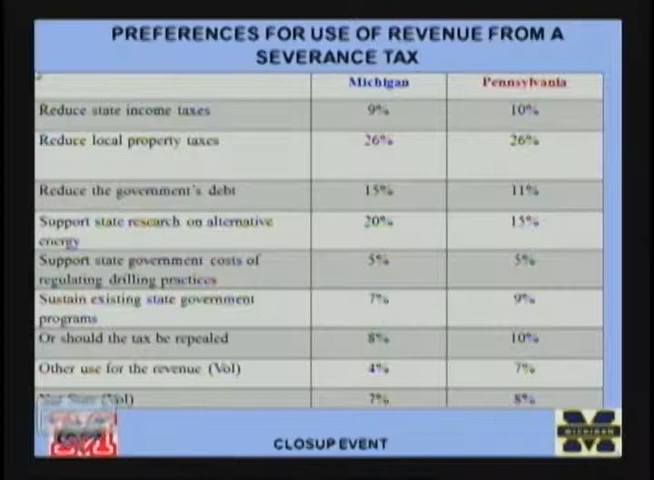 PREFERENCES FOR USE OF REVENUE FROM A
SEVERANCE TAX
Michigan Pennsylvania
Reduce state income taxes 9% 10%
Reduce local property taxes 26% 26%
Reduce the government's debt 15% 11%
Support state research on alternative
energy 20% 15%
Support state government costs of
regulating drilling practices 5% 5%
Sustain existing state government
programs 7% 9%
Or should the tax be repealed 8% 10%
Other use for the revenue (Vol) 4% 7%
(Vol) 7% 8%
CLOSUP EVENT
MICHIGAN